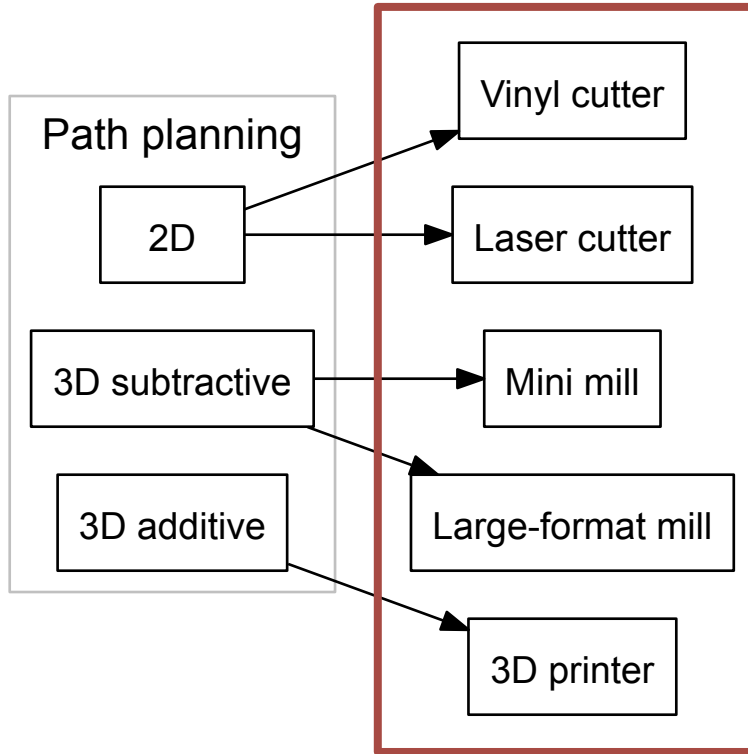 Path planning
2D
3D subtractive
3D additive
Vinyl cutter
Laser cutter
Mini mill
Large-format mill
3D printer